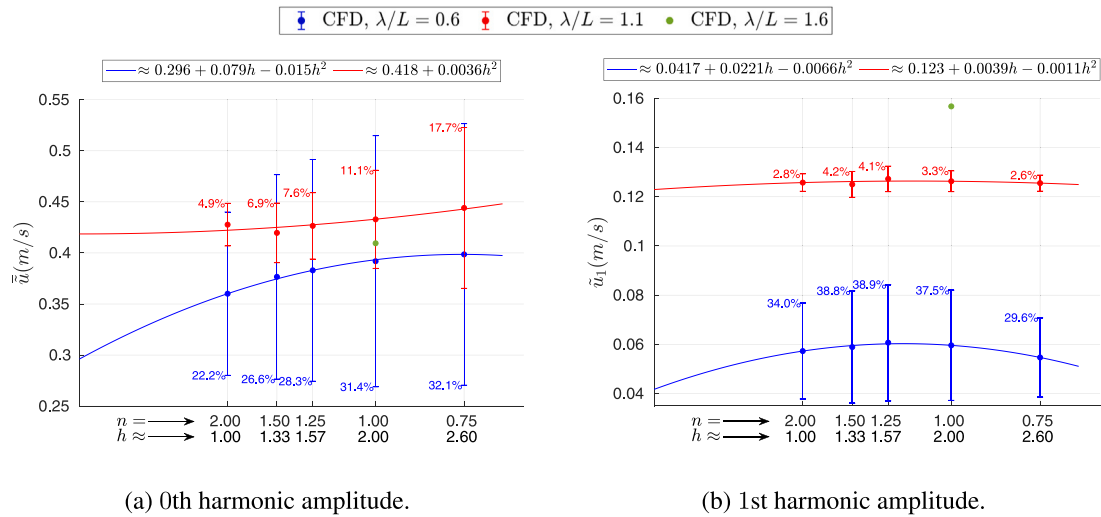 CFD, λ/L = 0.6 CFD, λ/L = 1.1 CFD, λ/L = 1.6
≈ 0.296 + 0.079h − 0.015h² ≈ 0.418 + 0.0036h²
0.55
0.5
0.45
0.4
0.35
0.3
0.25
ū̄(m/s)
4.9% 6.9% 7.6% 11.1% 17.7%
22.2% 26.6% 28.3% 31.4% 32.1%
n = 2.00 1.50 1.25 1.00 0.75
h ≈ 1.00 1.33 1.57 2.00 2.60
(a) 0th harmonic amplitude.
≈ 0.0417 + 0.0221h − 0.0066h² ≈ 0.123 + 0.0039h − 0.0011h²
0.16
0.14
0.12
0.1
0.08
0.06
0.04
ũ₁(m/s)
2.8% 4.2% 4.1% 3.3% 2.6%
34.0% 38.8% 38.9% 37.5% 29.6%
n = 2.00 1.50 1.25 1.00 0.75
h ≈ 1.00 1.33 1.57 2.00 2.60
(b) 1st harmonic amplitude.